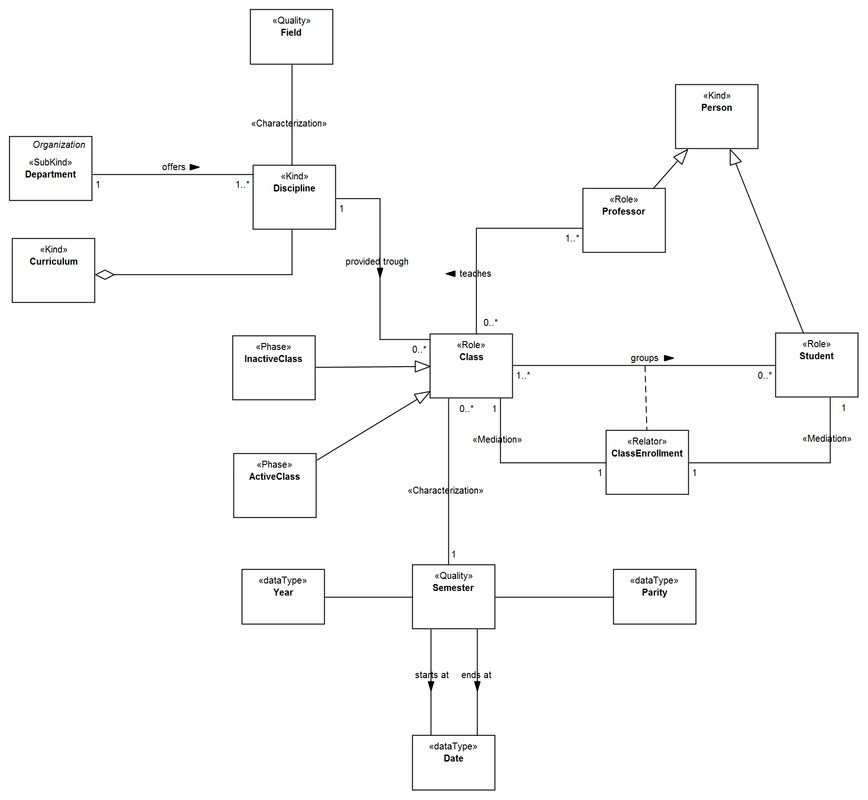 «Quality»
Field
«Characterization»
«Kind»
Person
Organization
«SubKind»
Department
1
offers
1..*
«Kind»
Discipline
1
«Role»
Professor
1..*
«Kind»
Curriculum
provided trough
teaches
0..*
0..*
«Phase»
InactiveClass
«Role»
Class
groups
1..*
0..*
«Role»
Student
0..*
1
1
«Mediation»
«Mediation»
«Relator»
ClassEnrollment
1
1
«Phase»
ActiveClass
«Characterization»
1
«dataType»
Year
«Quality»
Semester
«dataType»
Parity
starts at
ends at
«dataType»
Date